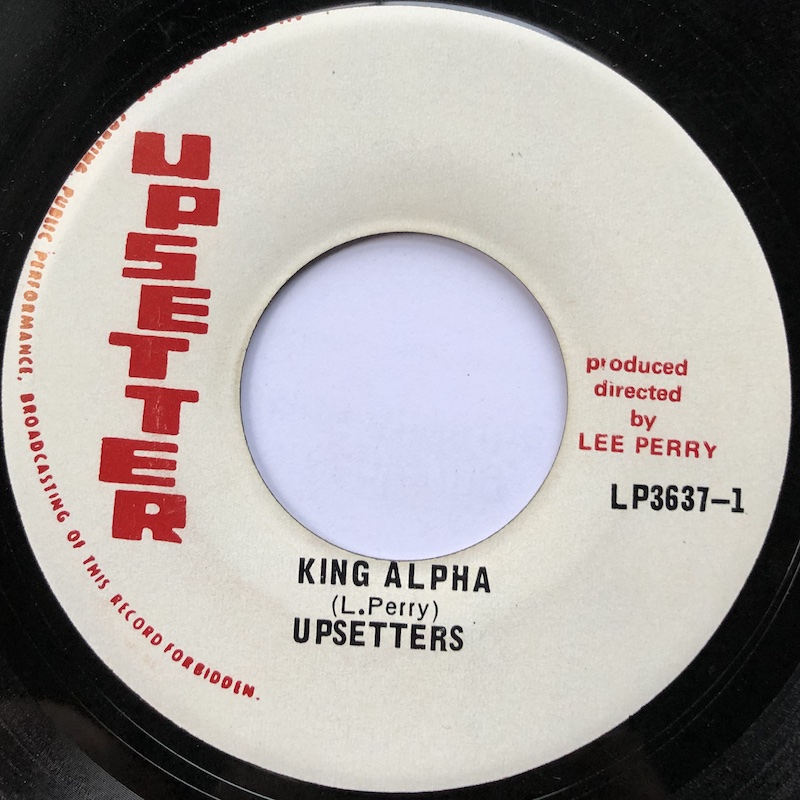 UPSETTER
PUBLIC PERFORMANCE, BROADCASTING OF THIS RECORD FORBIDDEN.
produced
directed
by
LEE PERRY
LP3637-1
KING ALPHA
(L.Perry)
UPSETTERS